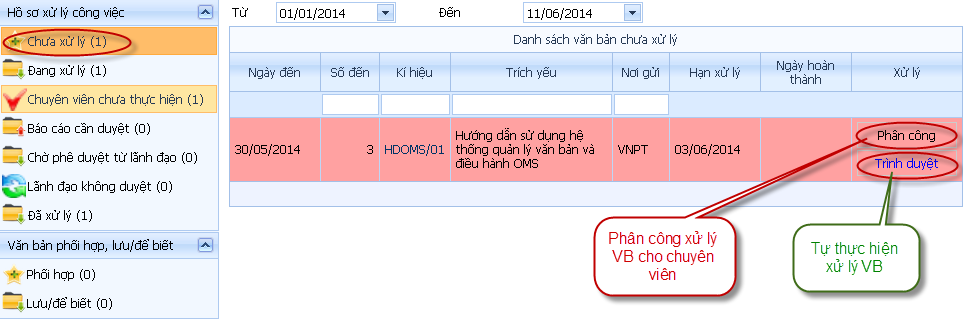 Hồ sơ xử lý công việc
Chưa xử lý (1)
Đang xử lý (1)
Chuyên viên chưa thực hiện (1)
Báo cáo cần duyệt (0)
Chờ phê duyệt từ lãnh đạo (0)
Lãnh đạo không duyệt (0)
Đã xử lý (1)
Văn bản phối hợp, lưu/để biết
Phối hợp (0)
Lưu/để biết (0)
Từ 01/01/2014 Đến 11/06/2014
Danh sách văn bản chưa xử lý
Ngày đến Số đến Kí hiệu Trích yếu Nơi gửi Hạn xử lý Ngày hoàn thành Xử lý
30/05/2014 3 HDOMS/01 Hướng dẫn sử dụng hệ
thống quản lý văn bản và
điều hành OMS
VNPT 03/06/2014
Phân công
Trình duyệt
Phân công xử lý
VB cho chuyên
viên
Tự thực hiện
xử lý VB